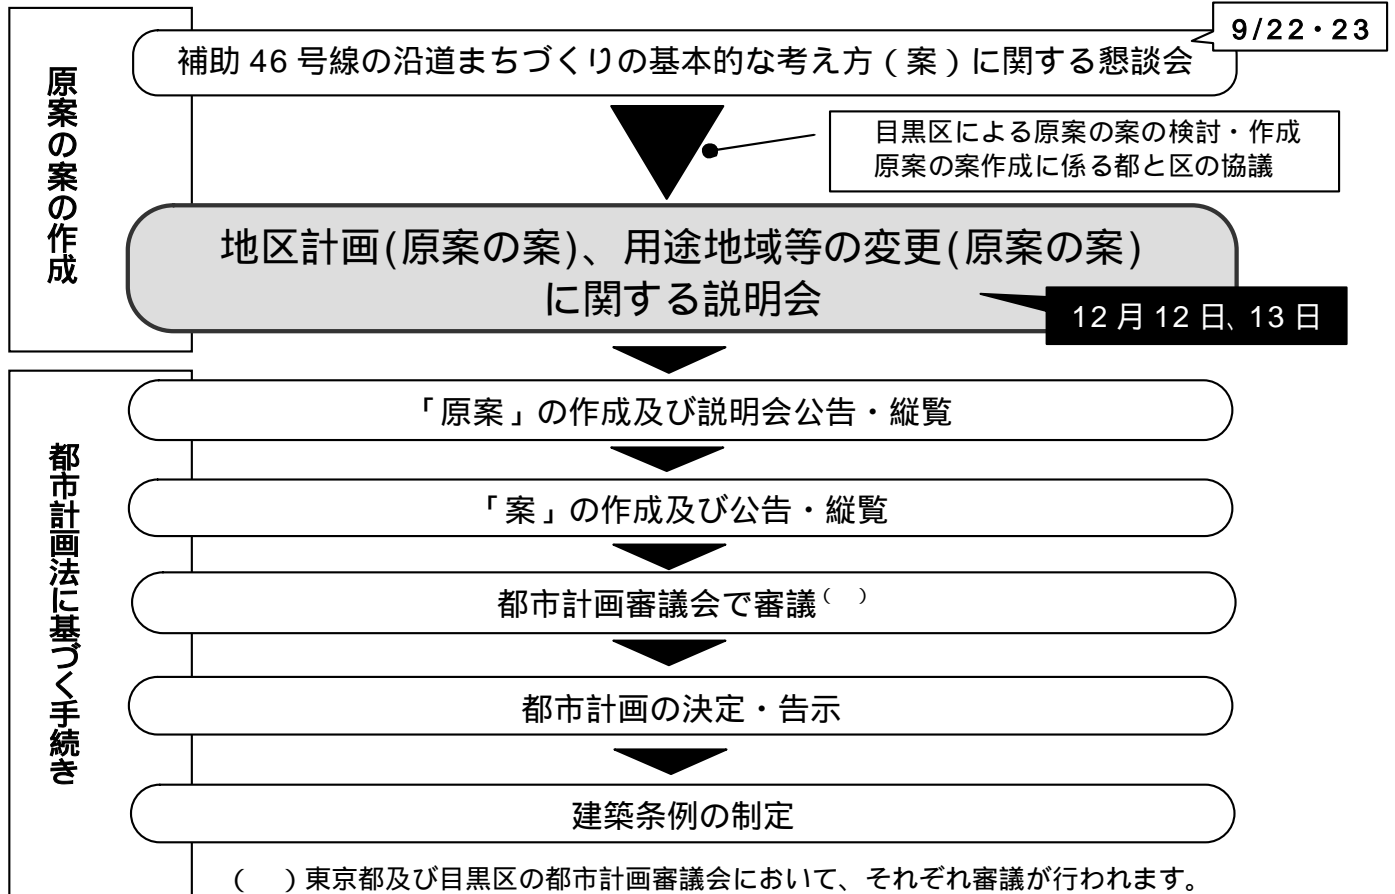 9/22・23
補助 46 号線の沿道まちづくりの基本的な考え方（案）に関する懇談会
原案の案の作成
目黒区による原案の案の検討・作成
原案の案作成に係る都と区の協議
地区計画(原案の案)、用途地域等の変更(原案の案)
に関する説明会
12 月 12 日、13 日
都市計画法に基づく手続き
「原案」の作成及び説明会公告・縦覧
「案」の作成及び公告・縦覧
都市計画審議会で審議（　）
都市計画の決定・告示
建築条例の制定
（　）東京都及び目黒区の都市計画審議会において、それぞれ審議が行われます。